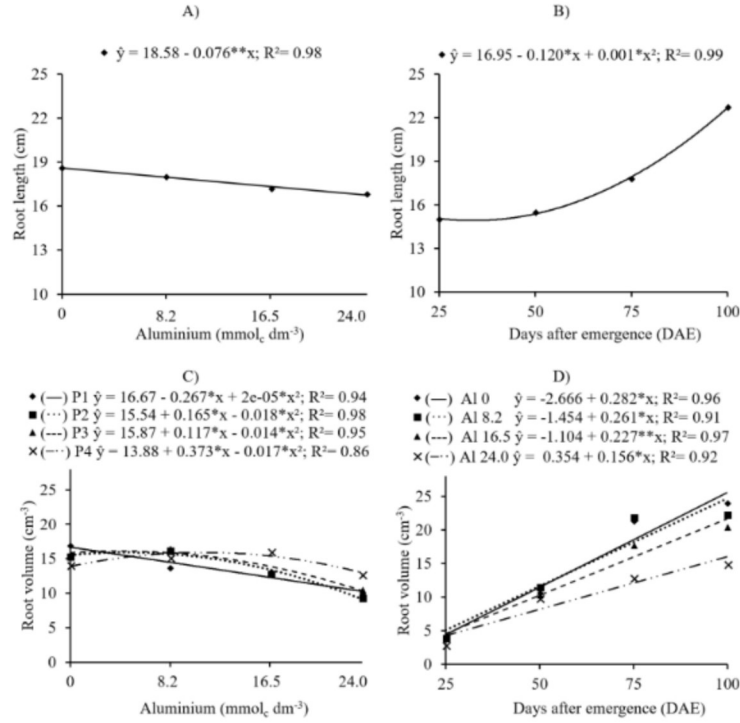 A)
ŷ = 18.58 - 0.076**x; R²= 0.98
25
22
19
16
13
10
Root length (cm)
0
8.2
16.5
24.0
Aluminium (mmolc dm-3)
B)
ŷ = 16.95 - 0.120*x + 0.001*x²; R²= 0.99
25
22
19
16
13
10
Root length (cm)
25
50
75
100
Days after emergence (DAE)
C)
P1 ŷ = 16.67 - 0.267*x + 2e-05*x²; R²= 0.94
P2 ŷ = 15.54 + 0.165*x - 0.018*x²; R²= 0.98
P3 ŷ = 15.87 + 0.117*x - 0.014*x²; R²= 0.95
P4 ŷ = 13.88 + 0.373*x - 0.017*x²; R²= 0.86
30
25
20
15
10
5
0
Root volume (cm-3)
0
8.2
16.5
24.0
Aluminium (mmolc dm-3)
D)
Al 0 ŷ = -2.666 + 0.282*x; R²= 0.96
Al 8.2 ŷ = -1.454 + 0.261*x; R²= 0.91
Al 16.5 ŷ = -1.104 + 0.227**x; R²= 0.97
Al 24.0 ŷ = 0.354 + 0.156*x; R²= 0.92
25
20
15
10
5
0
Root volume (cm-3)
25
50
75
100
Days after emergence (DAE)